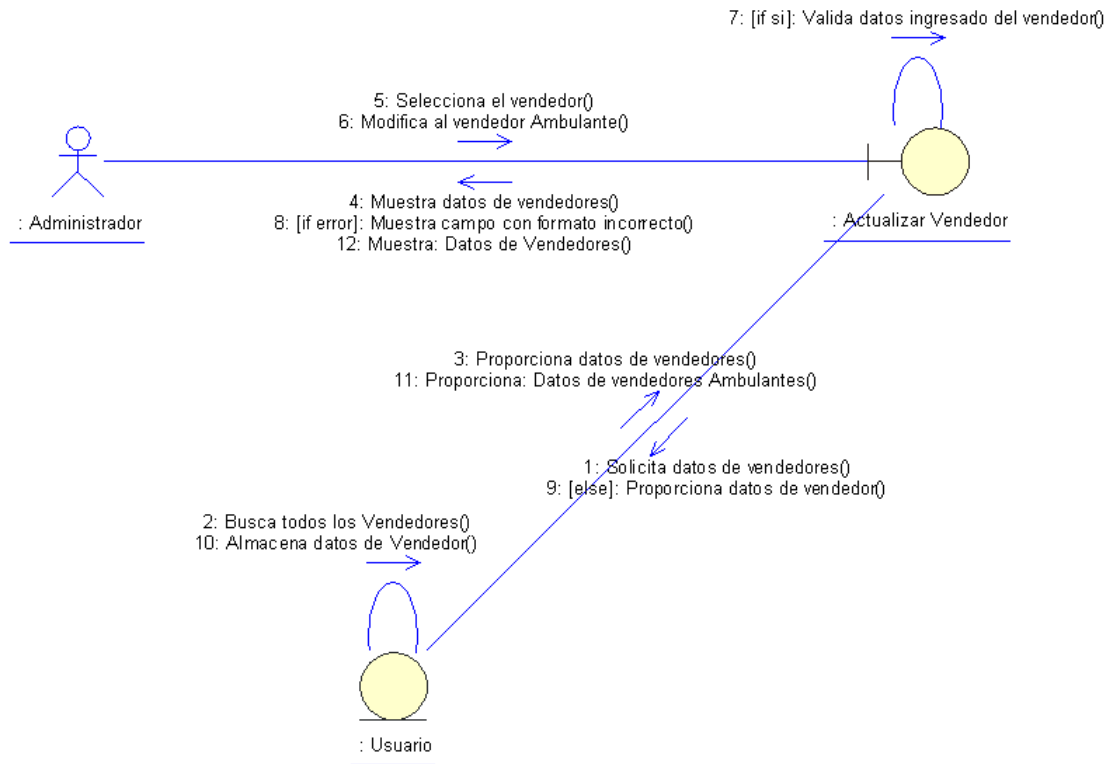 7: [if si]: Valida datos ingresado del vendedor()
5: Selecciona el vendedor()
6: Modifica al vendedor Ambulante()
4: Muestra datos de vendedores()
8: [if error]: Muestra campo con formato incorrecto()
12: Muestra: Datos de Vendedores()
: Administrador
: Actualizar Vendedor
3: Proporciona datos de vendedores()
11: Proporciona: Datos de vendedores Ambulantes()
1: Solicita datos de vendedores()
9: [else]: Proporciona datos de vendedor()
2: Busca todos los Vendedores()
10: Almacena datos de Vendedor()
: Usuario